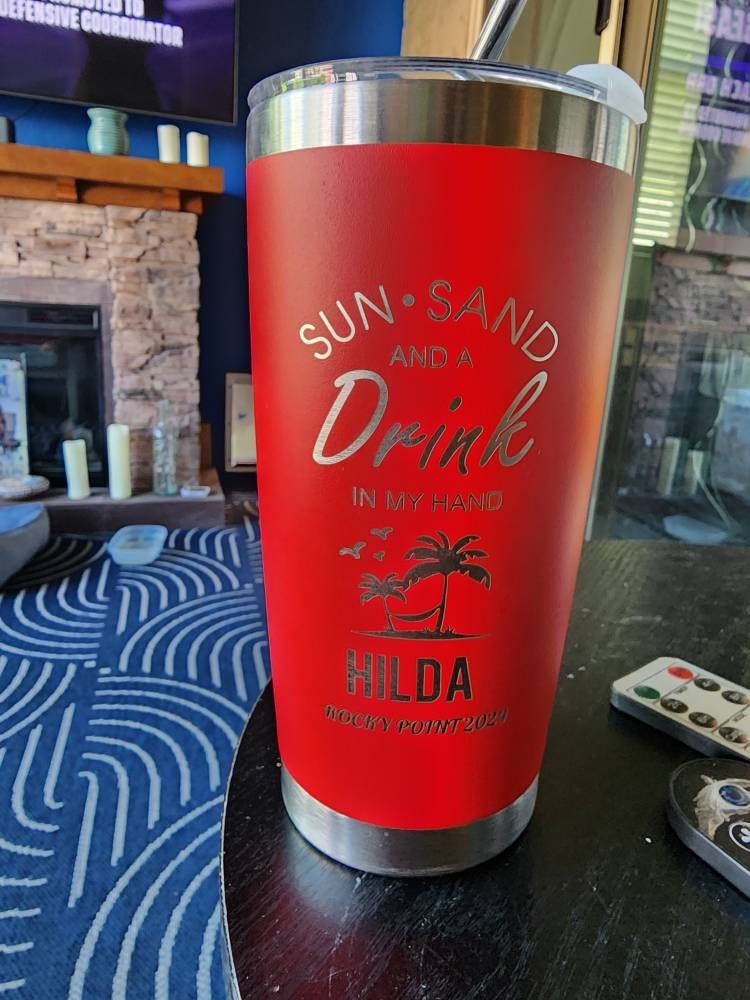 DEFENSIVE COORDINATOR
SUN • SAND
AND A
Drink
IN MY HAND
HILDA
ROCKY POINT 2024